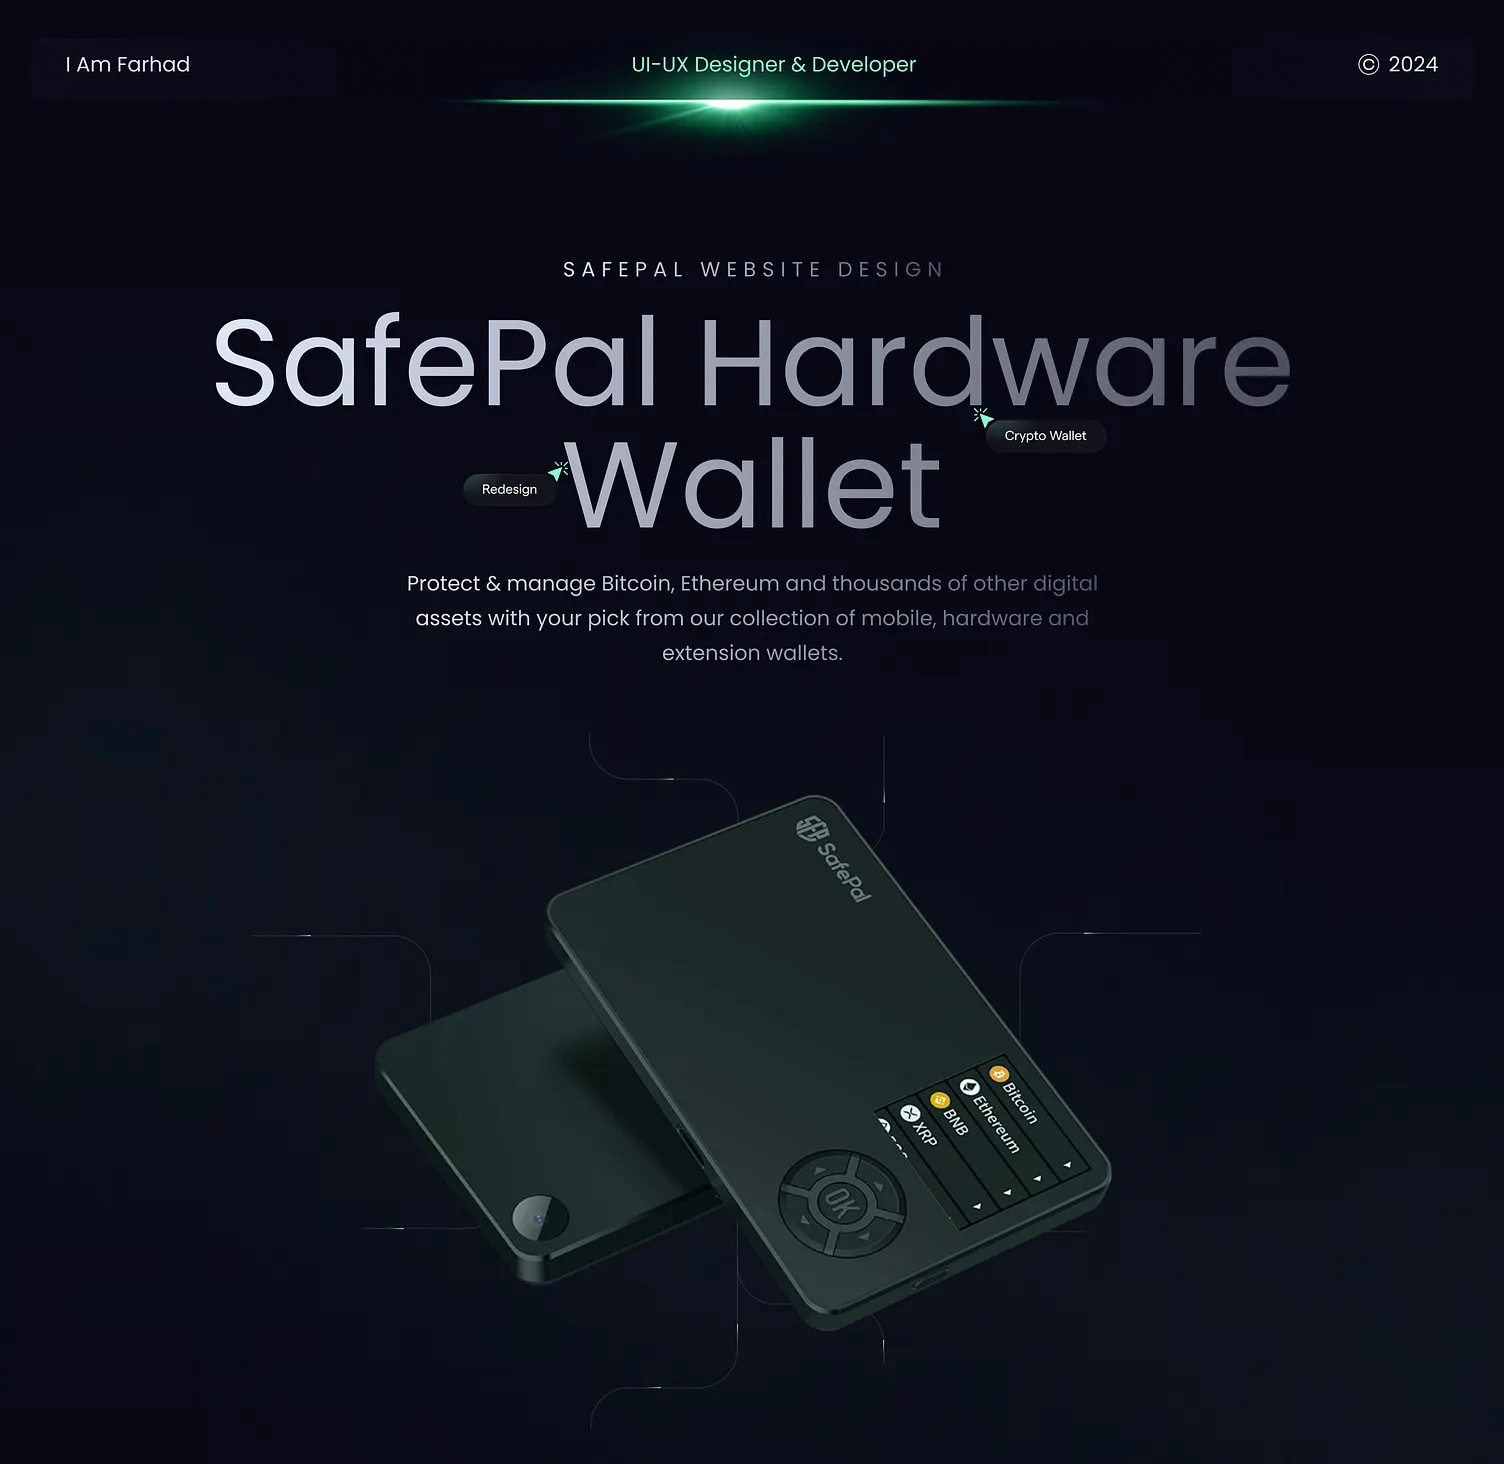 I Am Farhad
UI-UX Designer & Developer
© 2024
SAFEPAL WEBSITE DESIGN
SafePal Hardware
Crypto Wallet
Redesign
Wallet
Protect & manage Bitcoin, Ethereum and thousands of other digital
assets with your pick from our collection of mobile, hardware and
extension wallets.
SFP SafePal
Bitcoin
Ethereum
BNB
XRP
OK